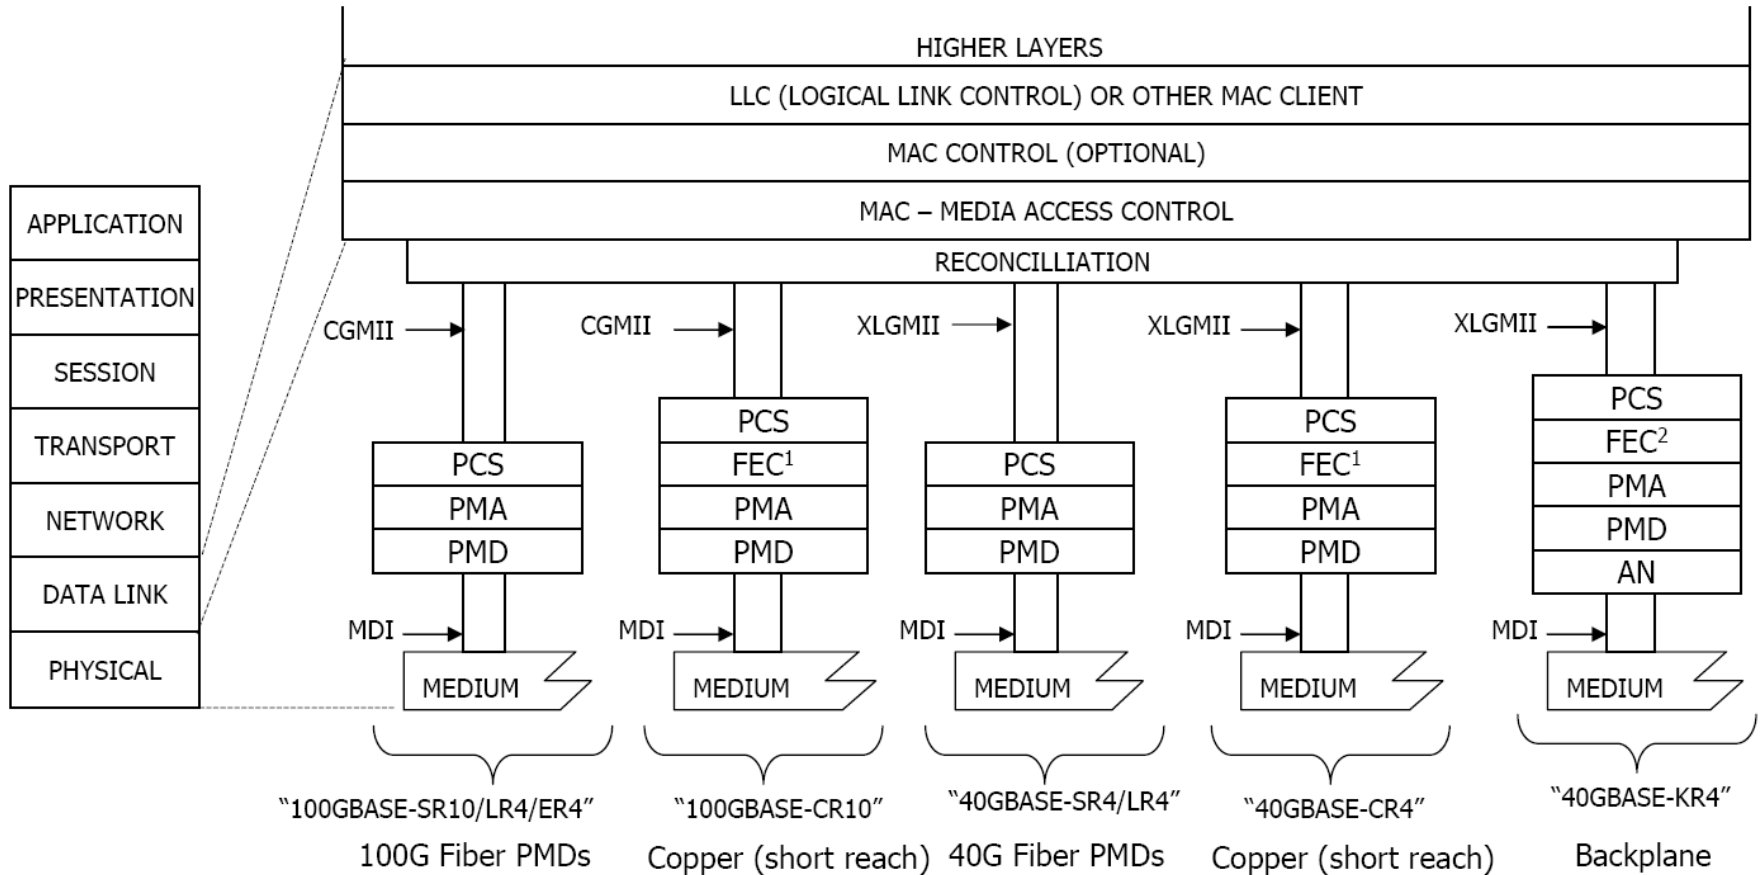 HIGHER LAYERS
LLC (LOGICAL LINK CONTROL) OR OTHER MAC CLIENT
MAC CONTROL (OPTIONAL)
MAC – MEDIA ACCESS CONTROL
RECONCILLIATION
APPLICATION
PRESENTATION
SESSION
TRANSPORT
NETWORK
DATA LINK
PHYSICAL
CGMII
PCS
PMA
PMD
MDI
MEDIUM
“100GBASE-SR10/LR4/ER4”
100G Fiber PMDs
CGMII
PCS
FEC¹
PMA
PMD
MDI
MEDIUM
“100GBASE-CR10”
Copper (short reach)
XLGMII
PCS
PMA
PMD
MDI
MEDIUM
“40GBASE-SR4/LR4”
40G Fiber PMDs
XLGMII
PCS
FEC¹
PMA
PMD
MDI
MEDIUM
“40GBASE-CR4”
Copper (short reach)
XLGMII
PCS
FEC²
PMA
PMD
AN
MDI
MEDIUM
“40GBASE-KR4”
Backplane